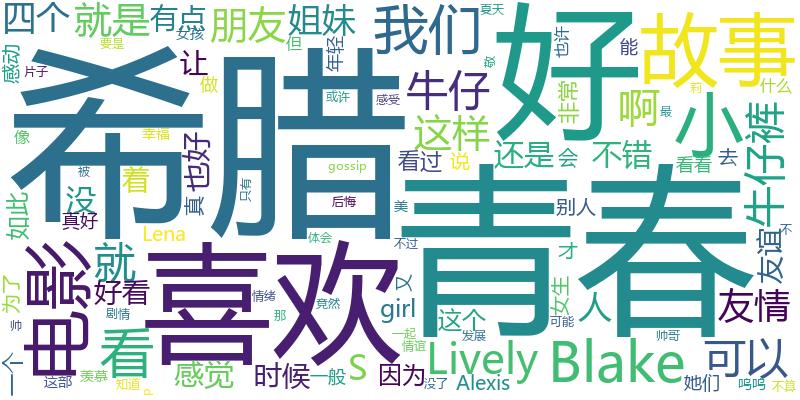 希腊
青春
喜欢
好
故事
电影
小
我们
看
Blake
Lively
牛仔裤
可以
友情
就
啊
牛仔
朋友
这样
四个
就是
有点
姐妹
让
也好
没
着
还是
不错
会
人
友谊
感觉
时候
因为
S
girl
这个
好看
看过
说
非常
年轻
感动
片子
要是
女孩
但
夏天
也许
能
什么
敬
莉
最
做
像
幸福
或许
感受
gossip
被
只有
后悔
美
别人
看看
去
真
真好
如此
Lena
体会
不过
又
才
女生
不
为了
帅
剧情
情绪
那
竟然
一个
这部
羡慕
知道
P
一般
没了
Alexis
一起
情谊
发展
可能
帅哥
她们
呜呜
不算